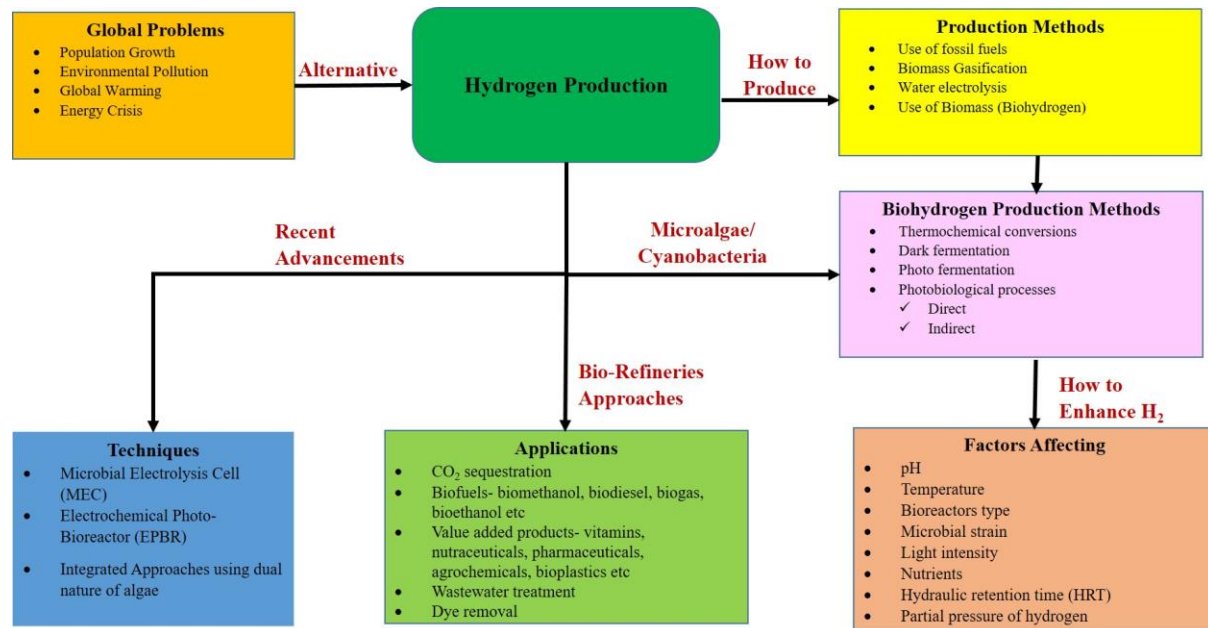 Global Problems
Population Growth
Environmental Pollution
Global Warming
Energy Crisis
Alternative
Hydrogen Production
How to
Produce
Production Methods
Use of fossil fuels
Biomass Gasification
Water electrolysis
Use of Biomass (Biohydrogen)
Recent
Advancements
Microalgae/
Cyanobacteria
Biohydrogen Production Methods
Thermochemical conversions
Dark fermentation
Photo fermentation
Photobiological processes
✓ Direct
✓ Indirect
Bio-Refineries
Approaches
How to
Enhance H₂
Techniques
Microbial Electrolysis Cell
(MEC)
Electrochemical Photo-
Bioreactor (EPBR)
Integrated Approaches using dual
nature of algae
Applications
CO₂ sequestration
Biofuels- biomethanol, biodiesel, biogas,
bioethanol etc
Value added products- vitamins,
nutraceuticals, pharmaceuticals,
agrochemicals, bioplastics etc
Wastewater treatment
Dye removal
Factors Affecting
pH
Temperature
Bioreactors type
Microbial strain
Light intensity
Nutrients
Hydraulic retention time (HRT)
Partial pressure of hydrogen